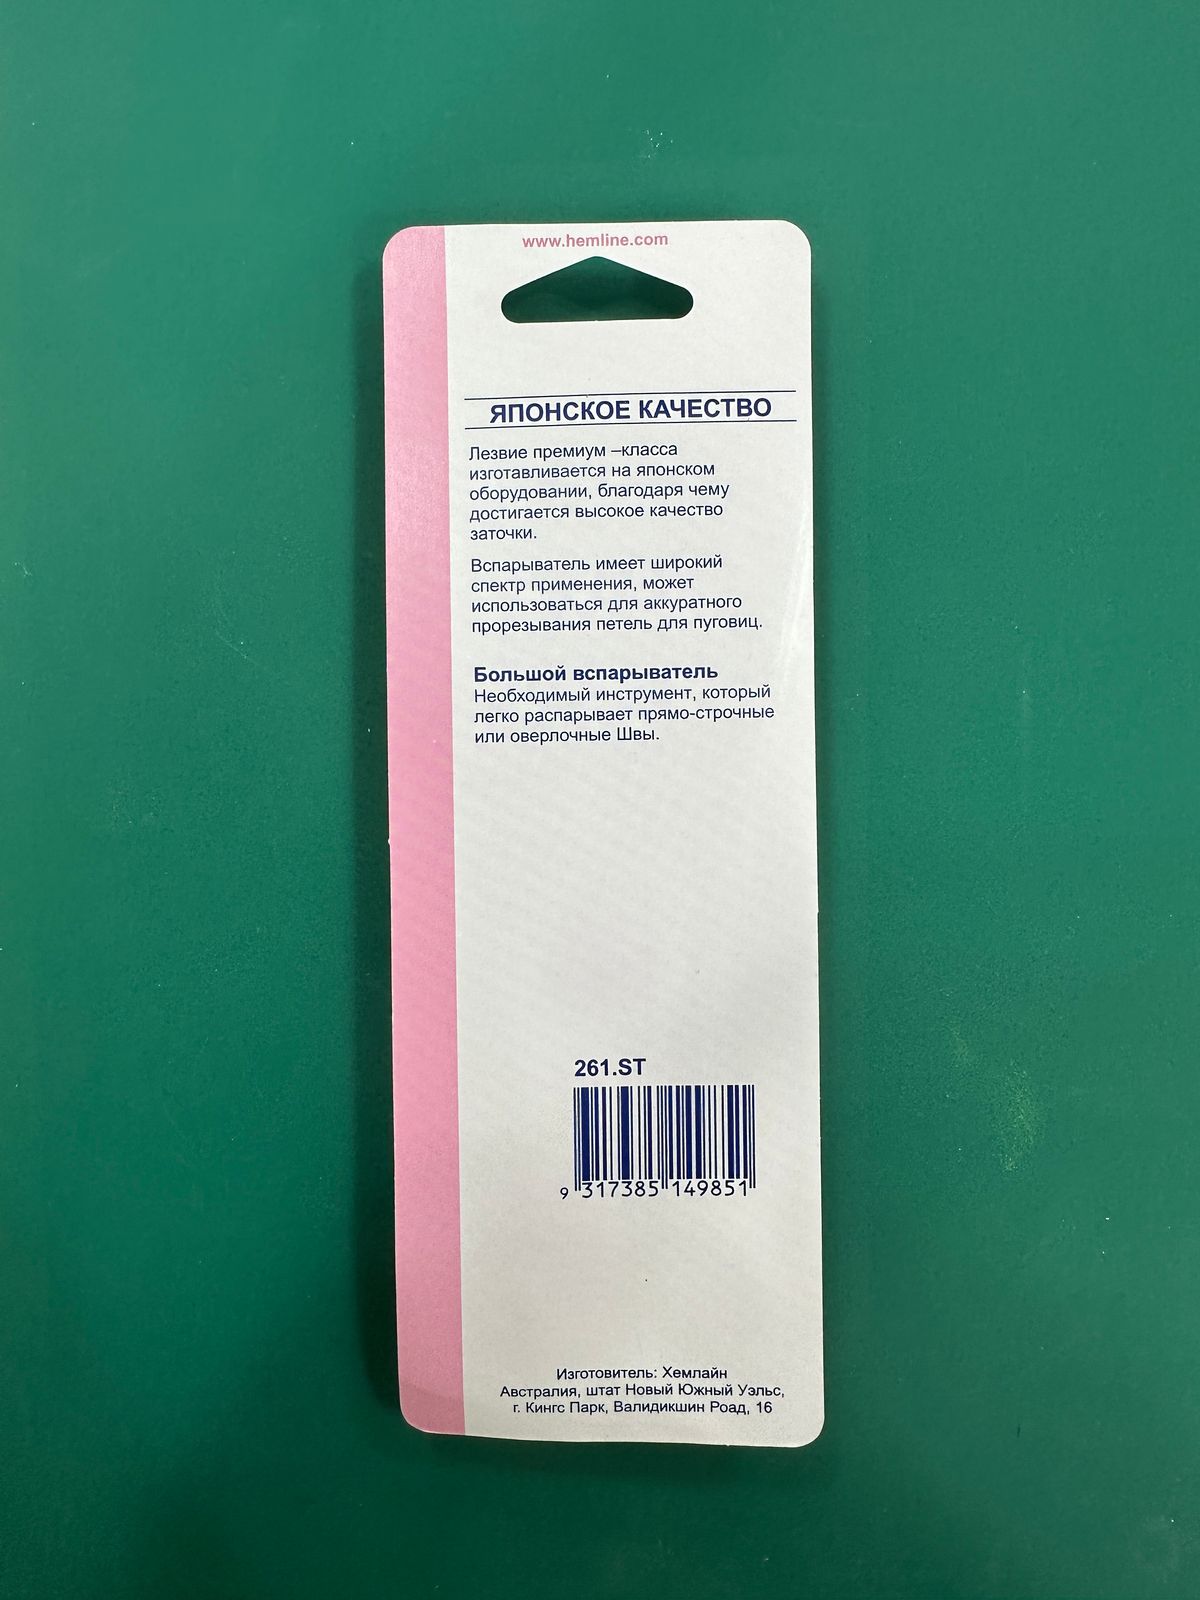 www.hemline.com
ЯПОНСКОЕ КАЧЕСТВО
Лезвие премиум –класса
изготавливается на японском
оборудовании, благодаря чему
достигается высокое качество
заточки.
Вспарыватель имеет широкий
спектр применения, может
использоваться для аккуратного
прорезывания петель для пуговиц.
Большой вспарыватель
Необходимый инструмент, который
легко распарывает прямо-строчные
или оверлочные Швы.
261.ST
9 317385 149851
Изготовитель: Хемлайн
Австралия, штат Новый Южный Уэльс,
г. Кингс Парк, Валидикшин Роад, 16